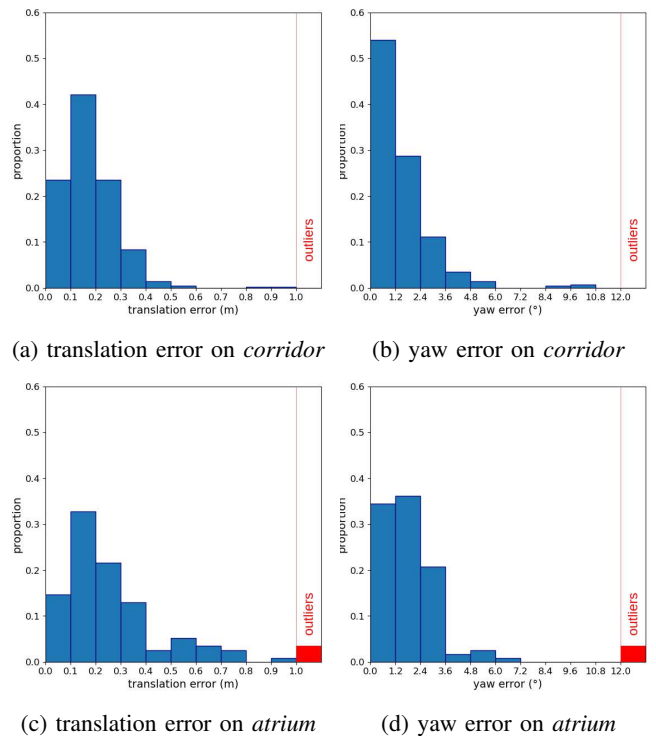 0.6
0.5
0.4
0.3
0.2
0.1
0.0
proportion
outliers
0.0 0.1 0.2 0.3 0.4 0.5 0.6 0.7 0.8 0.9 1.0
translation error (m)
(a) translation error on corridor
0.6
0.5
0.4
0.3
0.2
0.1
0.0
proportion
outliers
0.0 1.2 2.4 3.6 4.8 6.0 7.2 8.4 9.6 10.8 12.0
yaw error (°)
(b) yaw error on corridor
0.6
0.5
0.4
0.3
0.2
0.1
0.0
proportion
outliers
0.0 0.1 0.2 0.3 0.4 0.5 0.6 0.7 0.8 0.9 1.0
translation error (m)
(c) translation error on atrium
0.6
0.5
0.4
0.3
0.2
0.1
0.0
proportion
outliers
0.0 1.2 2.4 3.6 4.8 6.0 7.2 8.4 9.6 10.8 12.0
yaw error (°)
(d) yaw error on atrium